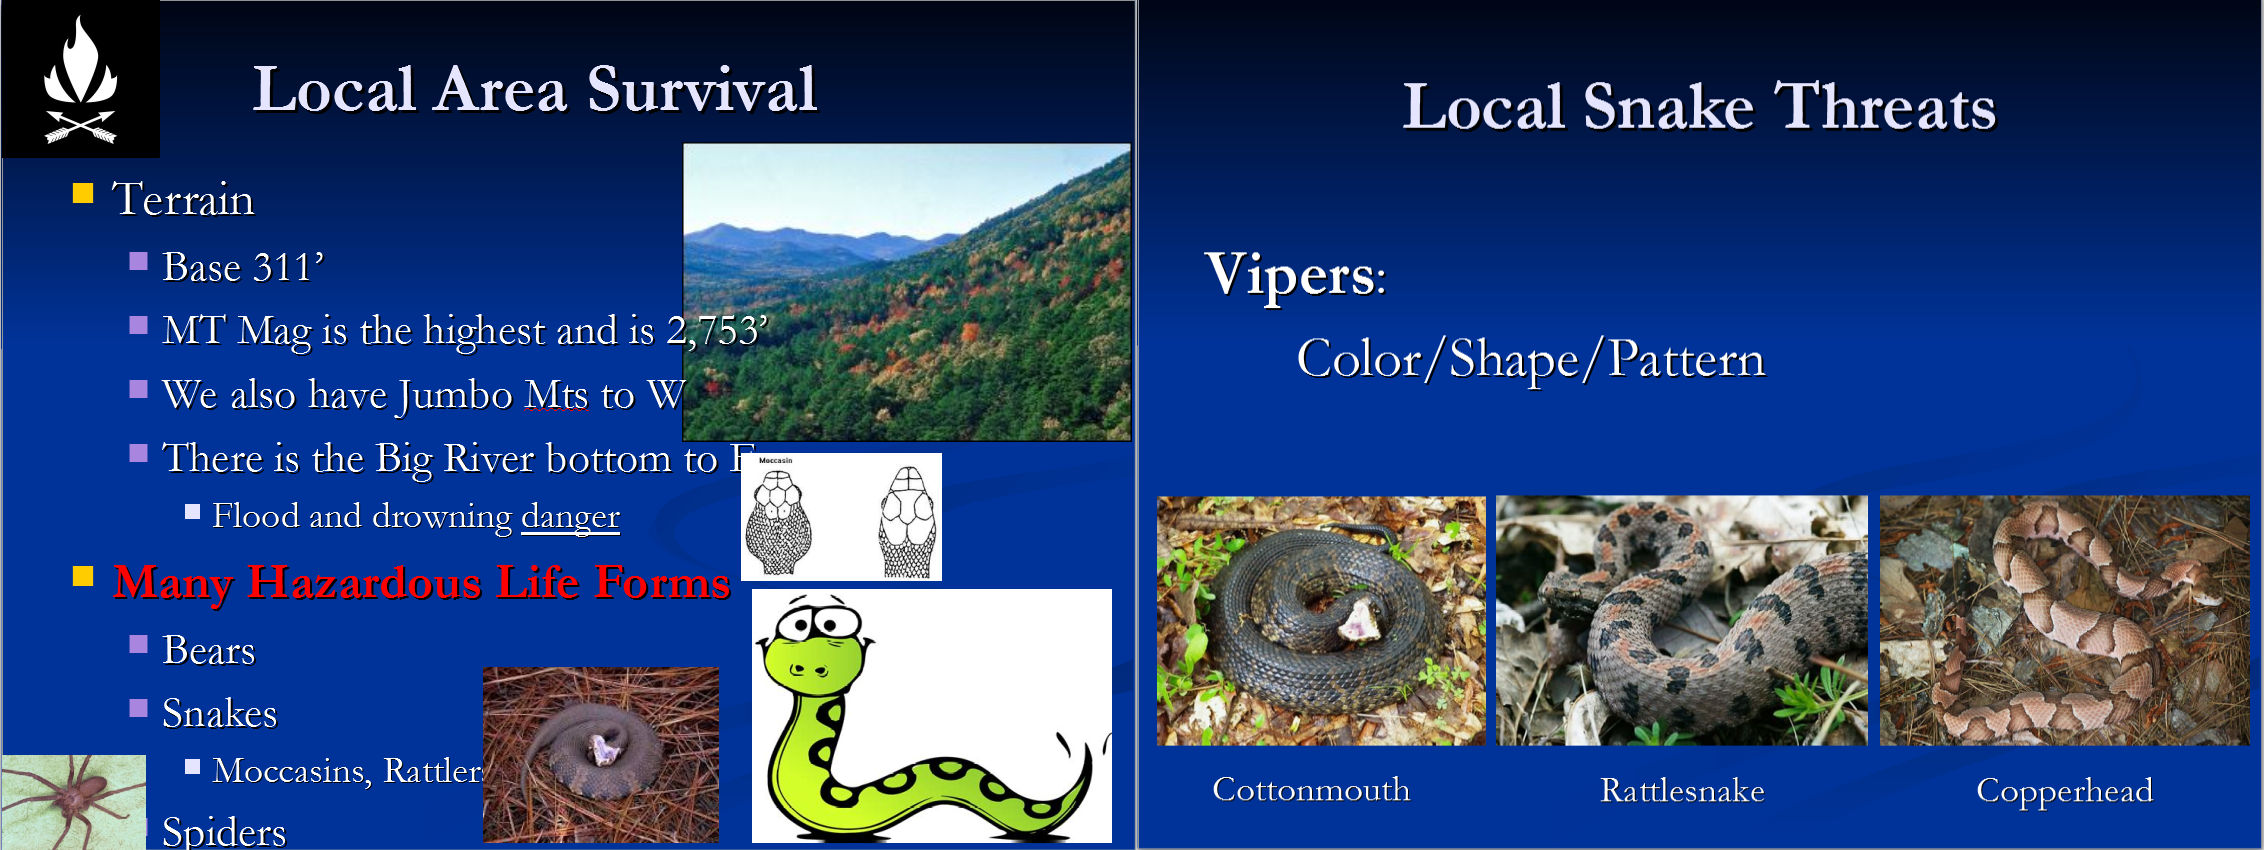 Local Area Survival
Terrain
Base 311’
MT Mag is the highest and is 2,753’
We also have Jumbo Mts to W
There is the Big River bottom to E
Flood and drowning danger
Moccasin
Many Hazardous Life Forms
Bears
Snakes
Moccasins, Rattlers
Spiders
Local Snake Threats
Vipers:
Color/Shape/Pattern
Cottonmouth
Rattlesnake
Copperhead